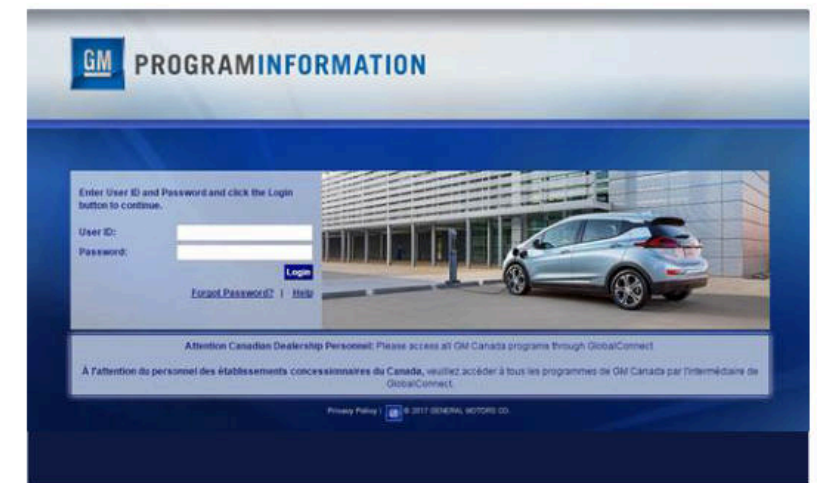 GM PROGRAMINFORMATION
Enter User ID and Password and click the Login
button to continue.
User ID:
Password:
Login
Forgot Password? | Help
Attention Canadian Dealership Personnel: Please access all GM Canada programs through GlobalConnect
À l'attention du personnel des établissements concessionnaires du Canada, veuillez accéder à tous les programmes de GM Canada par l'intermédiaire de
GlobalConnect.
Privacy Policy | GM © 2017 GENERAL MOTORS CO.